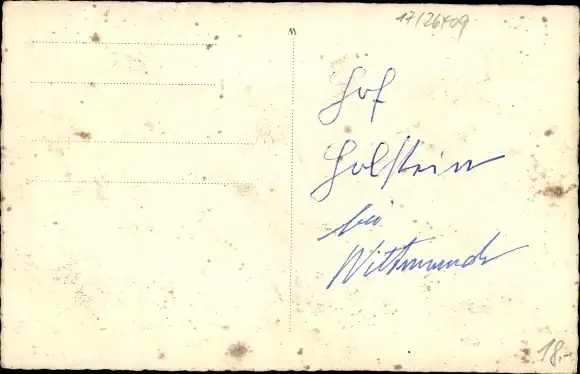 17/26409
W
Hof
Holstein
bei
Wittmund
18.-